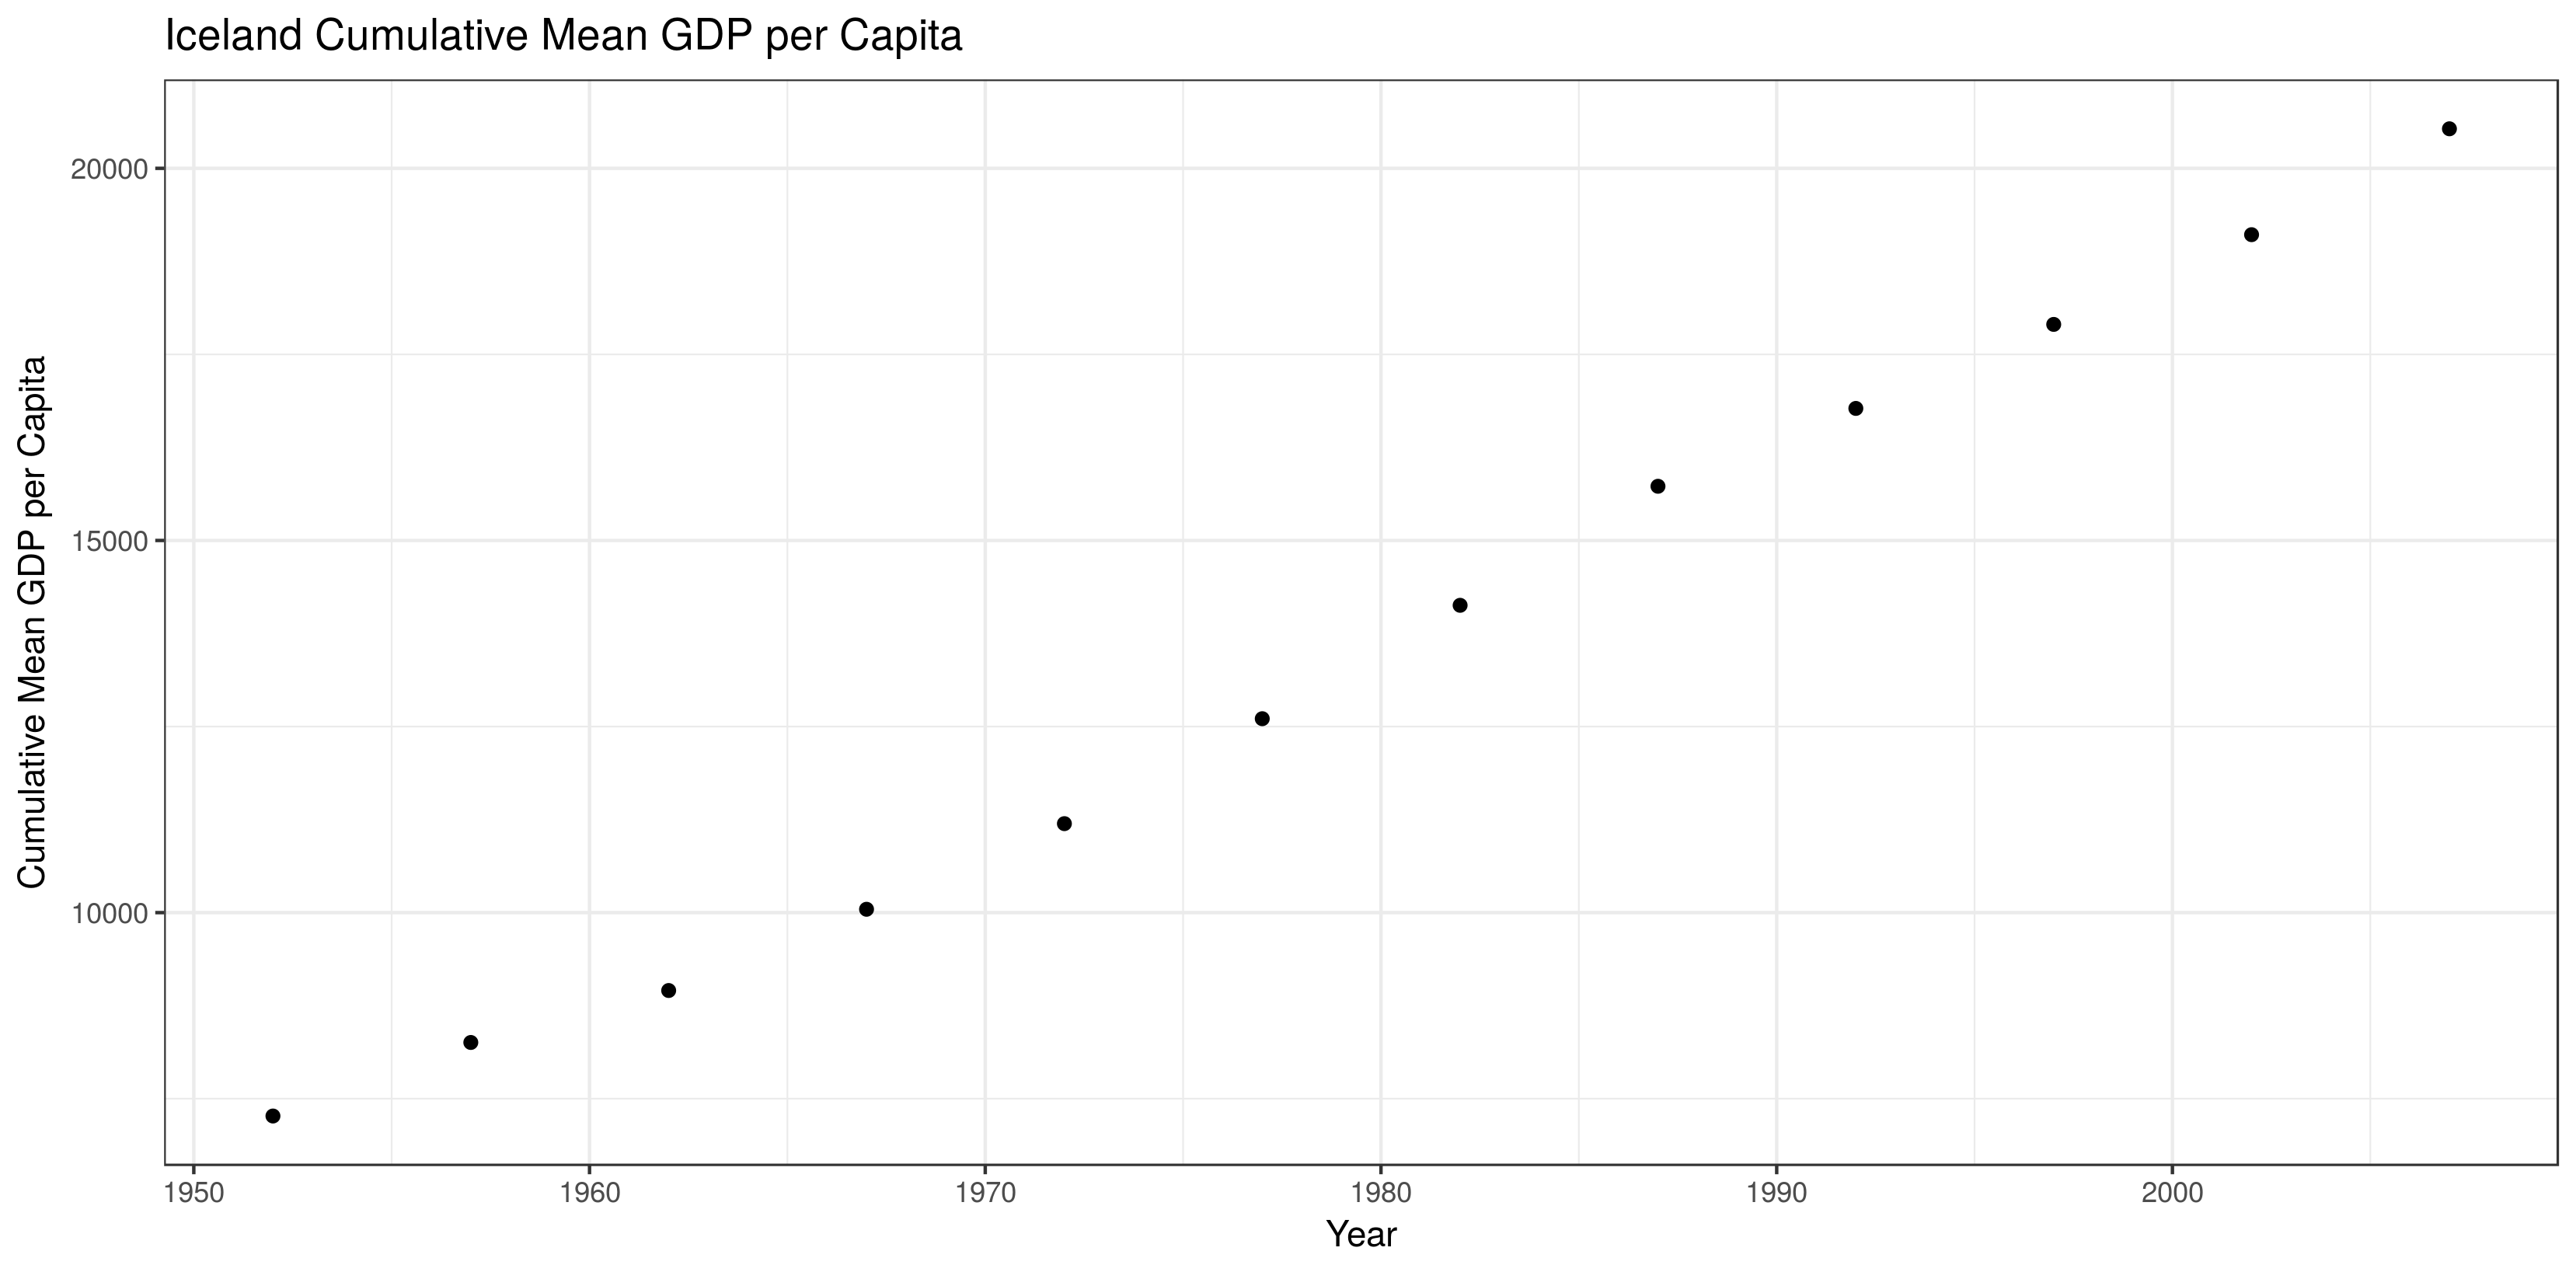 Iceland Cumulative Mean GDP per Capita
Cumulative Mean GDP per Capita
20000
15000
10000
1950 1960 1970 1980 1990 2000
Year